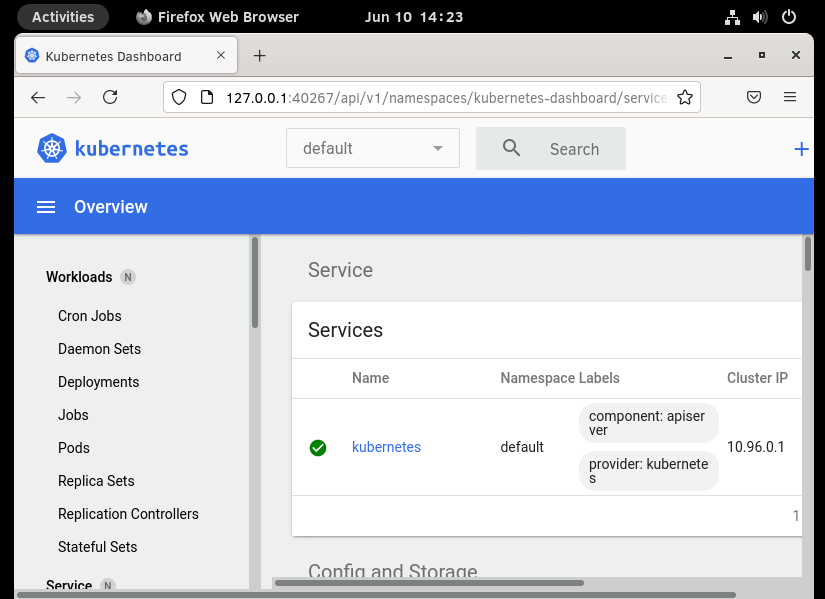 Activities Firefox Web Browser Jun 10 14:23
Kubernetes Dashboard
127.0.0.1:40267/api/v1/namespaces/kubernetes-dashboard/service
kubernetes default Search
Overview
Workloads N
Cron Jobs
Daemon Sets
Deployments
Jobs
Pods
Replica Sets
Replication Controllers
Stateful Sets
Service N
Service
Services
Name Namespace Labels Cluster IP
kubernetes default component: apiser
ver
provider: kubernete
s
10.96.0.1
1
Config and Storage